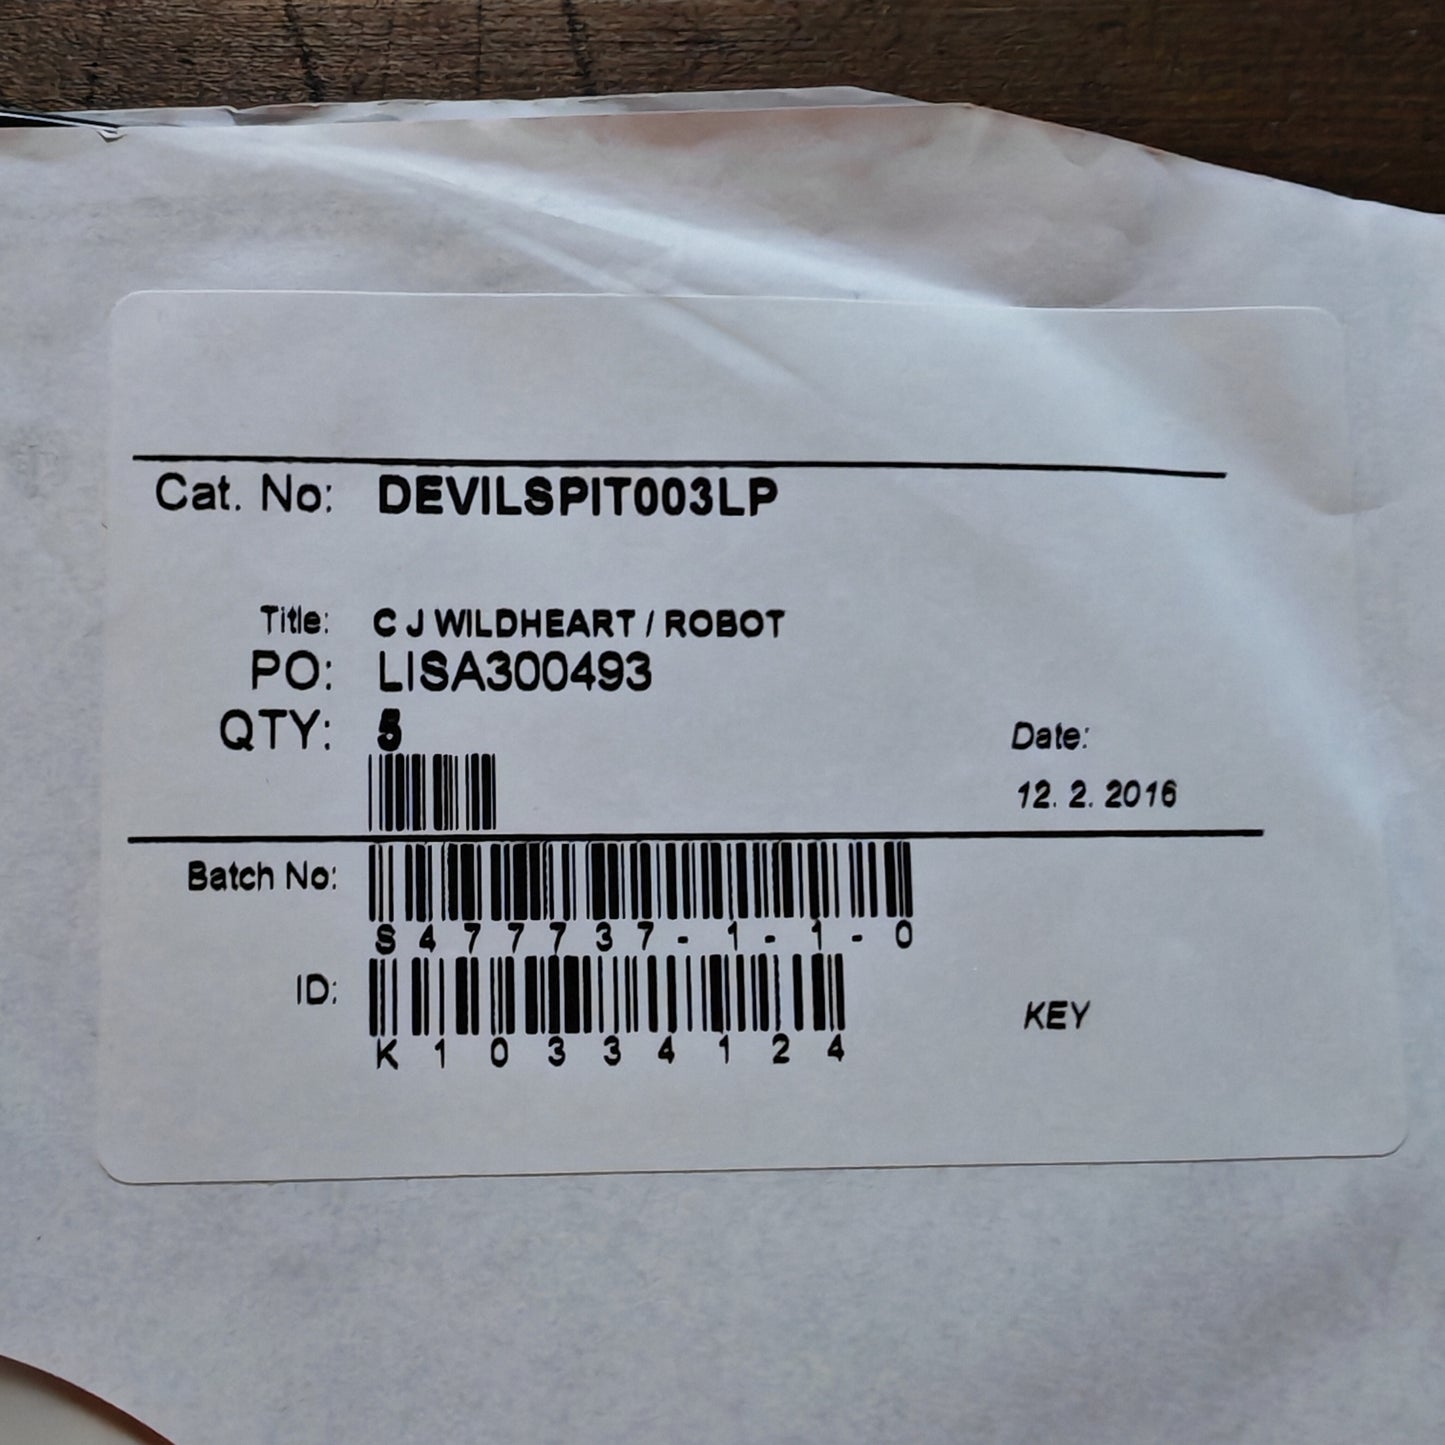 Cat. No: DEVILSPIT003LP
Title: C J WILDHEART / ROBOT
PO: LISA300493
QTY: 5
Date:
12. 2. 2016
Batch No:
S477737-1-1-0
ID:
K10334124
KEY